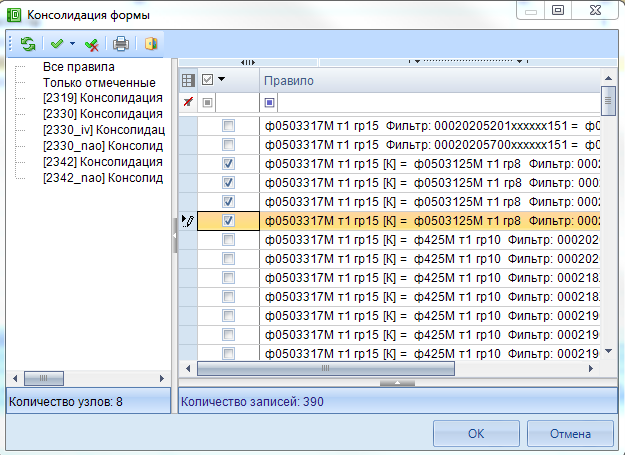 Консолидация формы
Все правила
Только отмеченные
[2319] Консолидация
[2330] Консолидация
[2330_iv] Консолидац
[2330_nao] Консолид
[2342] Консолидация
[2342_nao] Консолид
Правило
ф0503317М т1 гр15 Фильтр: 00020205201xxxxxx151 = ф0
ф0503317М т1 гр15 Фильтр: 00020205700xxxxxx151 = ф0
ф0503317М т1 гр15 [К] = ф0503125М т1 гр8 Фильтр: 0002
ф0503317М т1 гр15 [К] = ф0503125М т1 гр8 Фильтр: 0002
ф0503317М т1 гр15 [К] = ф0503125М т1 гр8 Фильтр: 0002
ф0503317М т1 гр15 [К] = ф0503125М т1 гр8 Фильтр: 0002
ф0503317М т1 гр15 [К] = ф425М т1 гр10 Фильтр: 000202
ф0503317М т1 гр15 [К] = ф425М т1 гр10 Фильтр: 000202
ф0503317М т1 гр15 [К] = ф425М т1 гр10 Фильтр: 000218
ф0503317М т1 гр15 [К] = ф425М т1 гр10 Фильтр: 000218
ф0503317М т1 гр15 [К] = ф425М т1 гр10 Фильтр: 000219
ф0503317М т1 гр15 [К] = ф425М т1 гр10 Фильтр: 000219
ф0503317М т1 гр15 [К] = ф425М т1 гр10 Фильтр: 000219
Количество узлов: 8
Количество записей: 390
ОК
Отмена